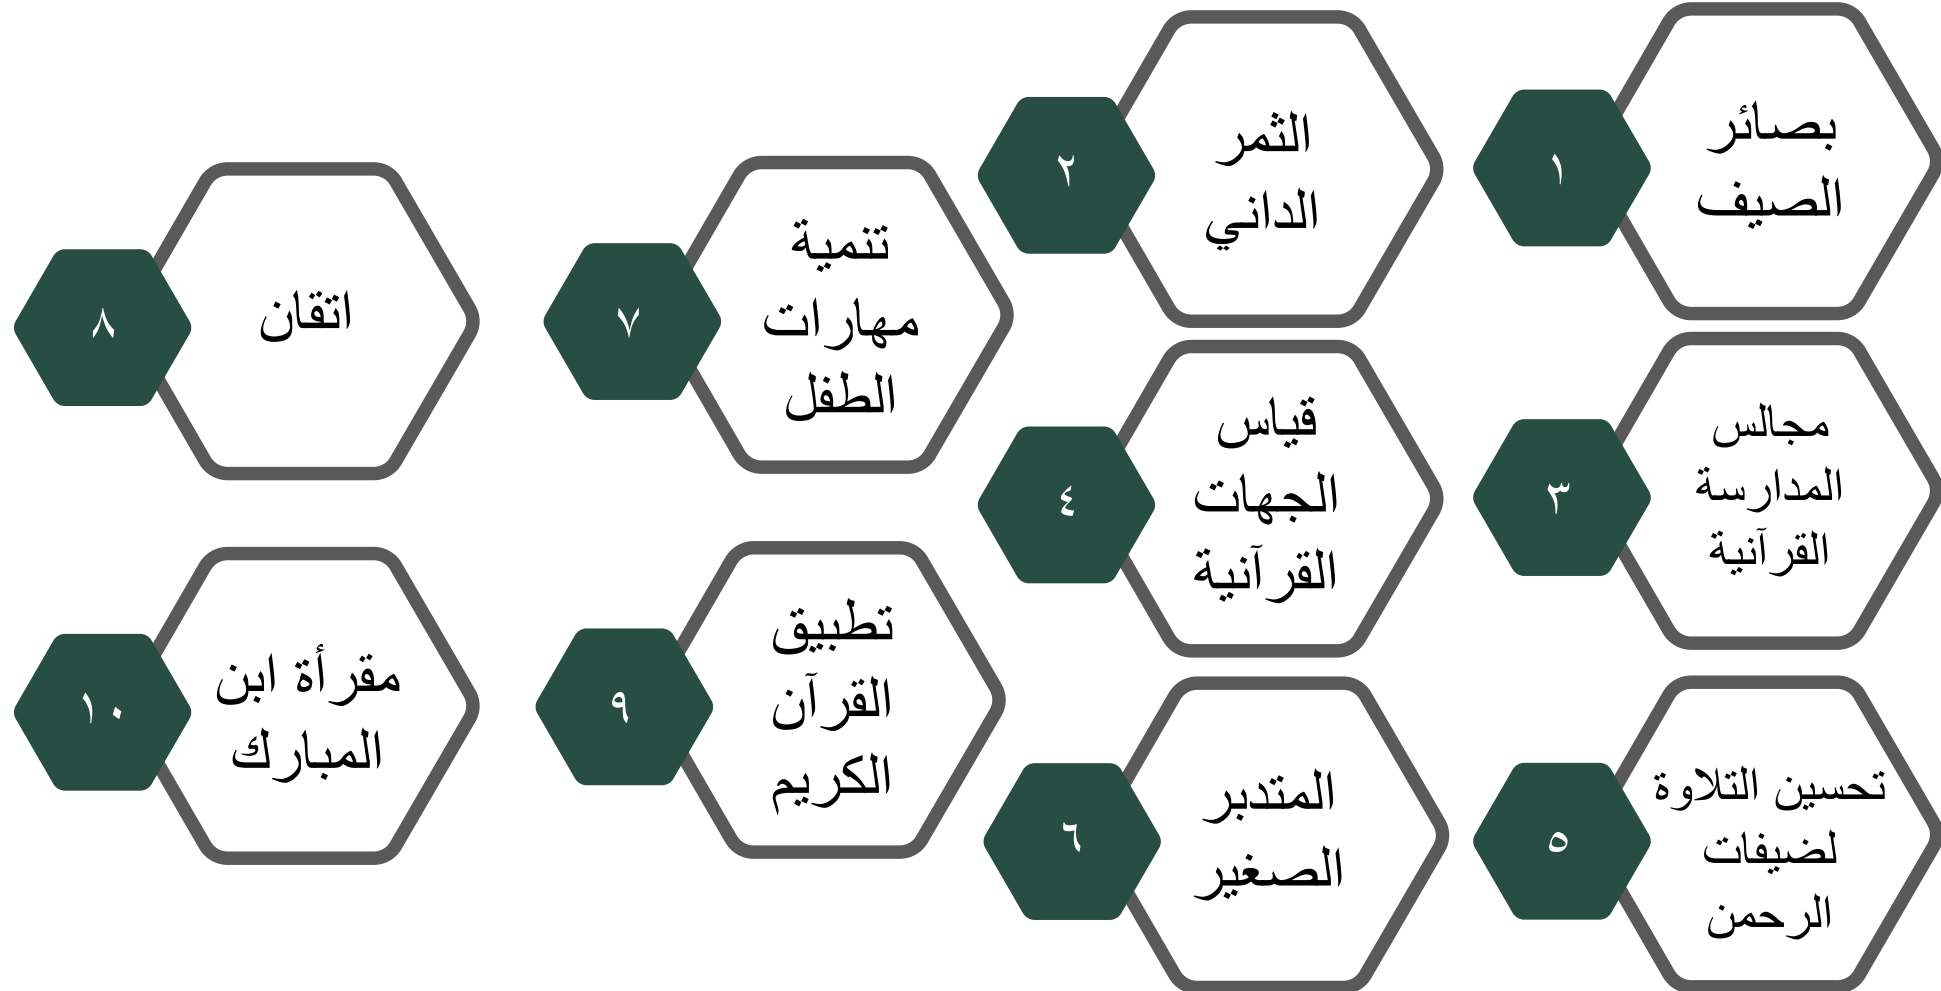 ١
بصائر
الصيف
٢
الثمر
الداني
٣
مجالس
المدارسة
القرآنية
٤
قياس
الجهات
القرآنية
٥
تحسين التلاوة
لضيفات
الرحمن
٦
المتدبر
الصغير
٧
تنمية
مهارات
الطفل
٨
اتقان
٩
تطبيق
القرآن
الكريم
١٠
مقرأة ابن
المبارك